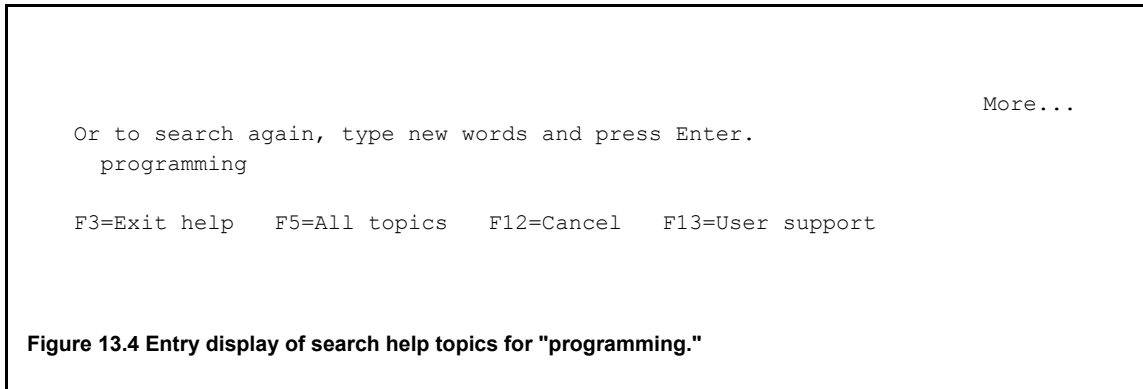 More...
Or to search again, type new words and press Enter.
programming
F3=Exit help   F5=All topics   F12=Cancel   F13=User support
Figure 13.4 Entry display of search help topics for "programming."